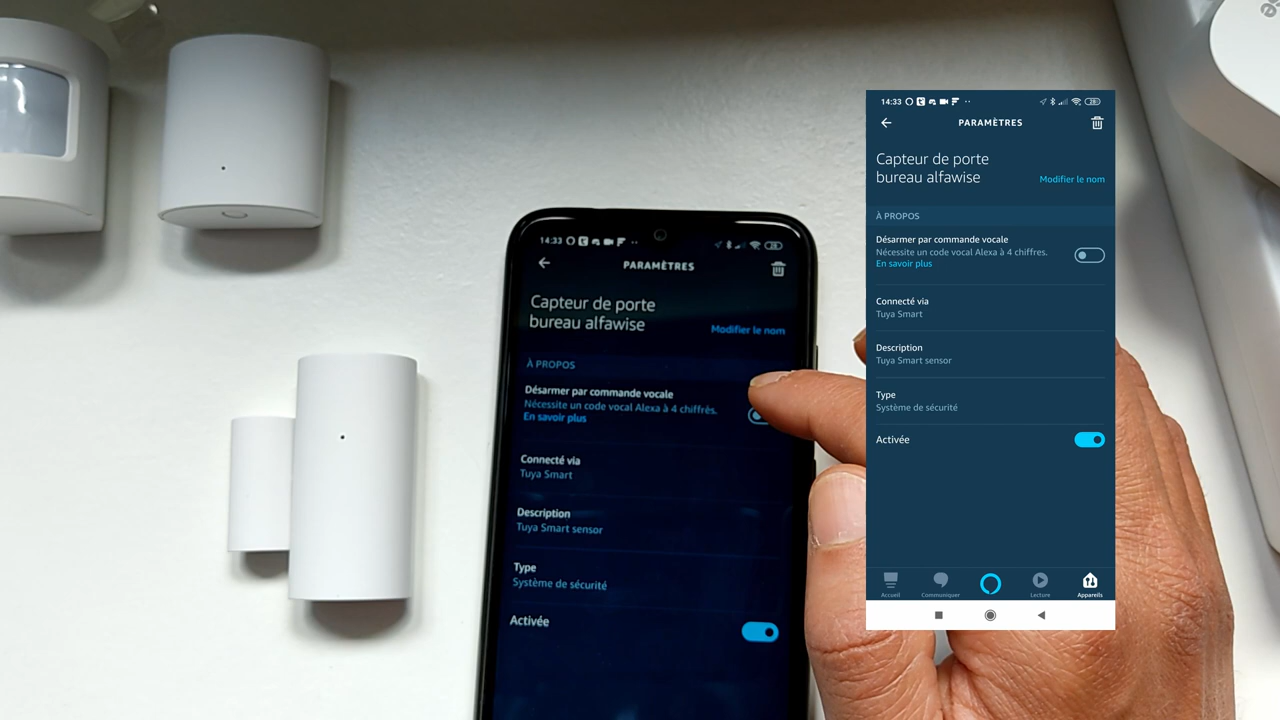 14:33
PARAMÈTRES
Capteur de porte
bureau alfawise
Modifier le nom
À PROPOS
Désarmer par commande vocale
Nécessite un code vocal Alexa à 4 chiffres.
En savoir plus
Connecté via
Tuya Smart
Description
Tuya Smart sensor
Type
Système de sécurité
Activée
14:33
PARAMÈTRES
Capteur de porte
bureau alfawise
Modifier le nom
À PROPOS
Désarmer par commande vocale
Nécessite un code vocal Alexa à 4 chiffres.
En savoir plus
Connecté via
Tuya Smart
Description
Tuya Smart sensor
Type
Système de sécurité
Activée
Accueil Communiquer Lecture Appareils